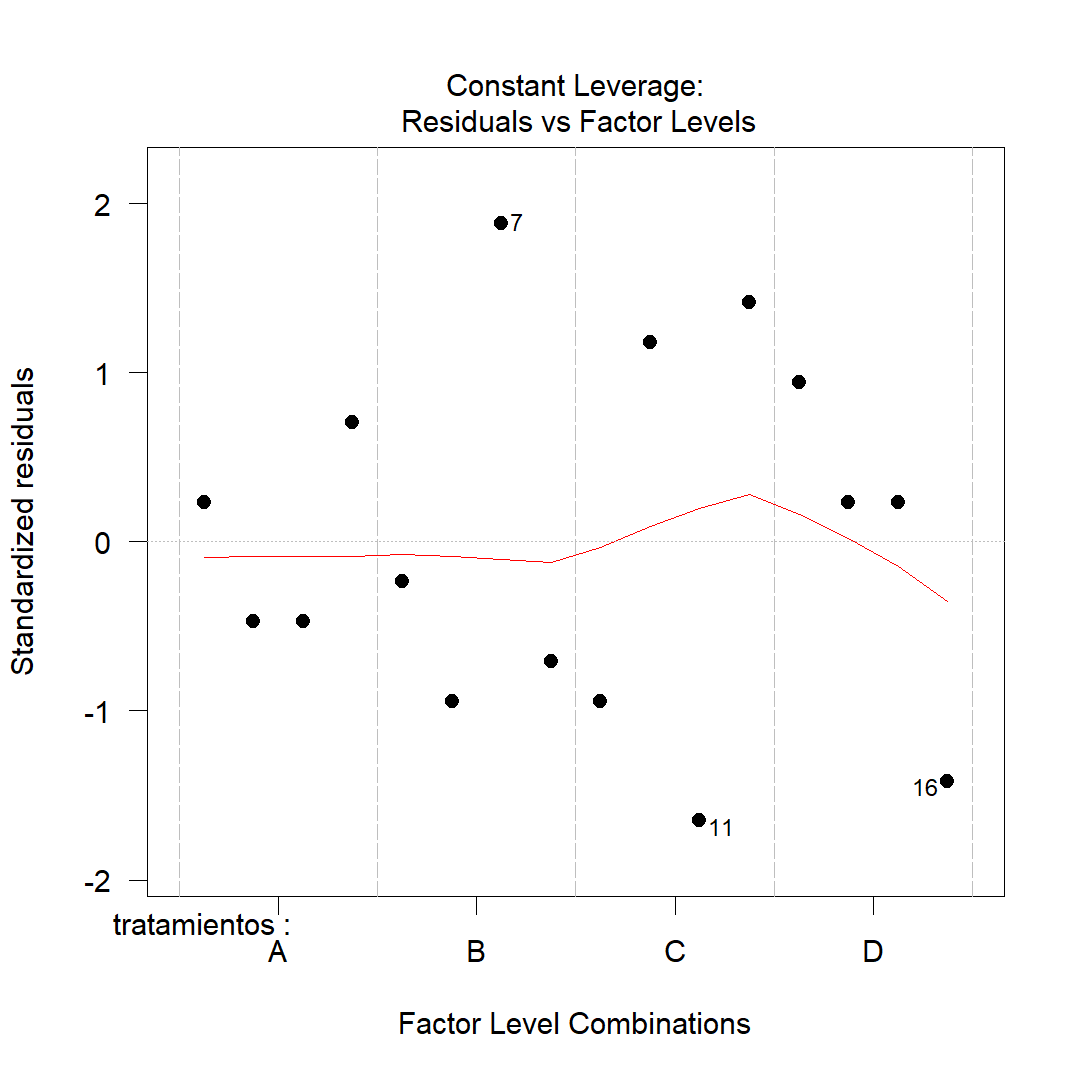 Constant Leverage:
Residuals vs Factor Levels
Standardized residuals
2
1
0
-1
-2
7
11
16
tratamientos :
A B C D
Factor Level Combinations